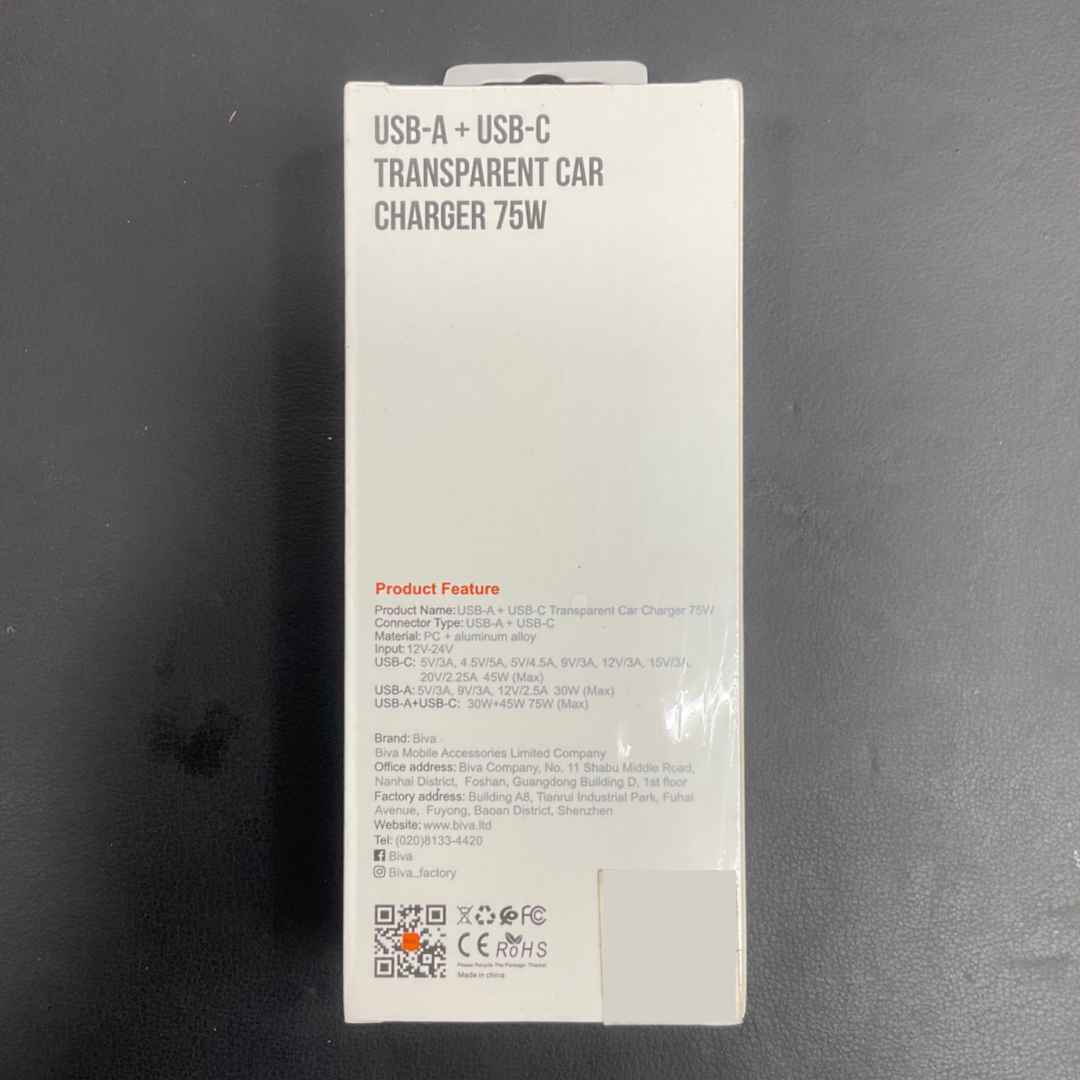 USB-A + USB-C
TRANSPARENT CAR
CHARGER 75W
Product Feature
Product Name: USB-A + USB-C Transparent Car Charger 75W
Connector Type: USB-A + USB-C
Material: PC + aluminum alloy
Input: 12V-24V
USB-C: 5V/3A, 4.5V/5A, 5V/4.5A, 9V/3A, 12V/3A, 15V/3A,
20V/2.25A 45W (Max)
USB-A: 5V/3A, 9V/3A, 12V/2.5A 30W (Max)
USB-A+USB-C: 30W+45W 75W (Max)
Brand: Biva
Biva Mobile Accessories Limited Company
Office address: Biva Company, No. 11 Shabu Middle Road,
Nanhai District, Foshan, Guangdong Building D, 1st floor
Factory address: Building A8, Tianrui Industrial Park, Fuhai
Avenue, Fuyong, Baoan District, Shenzhen
Website: www.biva.ltd
Tel: (020)8133-4420
Biva
Biva_factory
FC
CE RoHS
Please Recycle The Package. Thanks!
Made in china